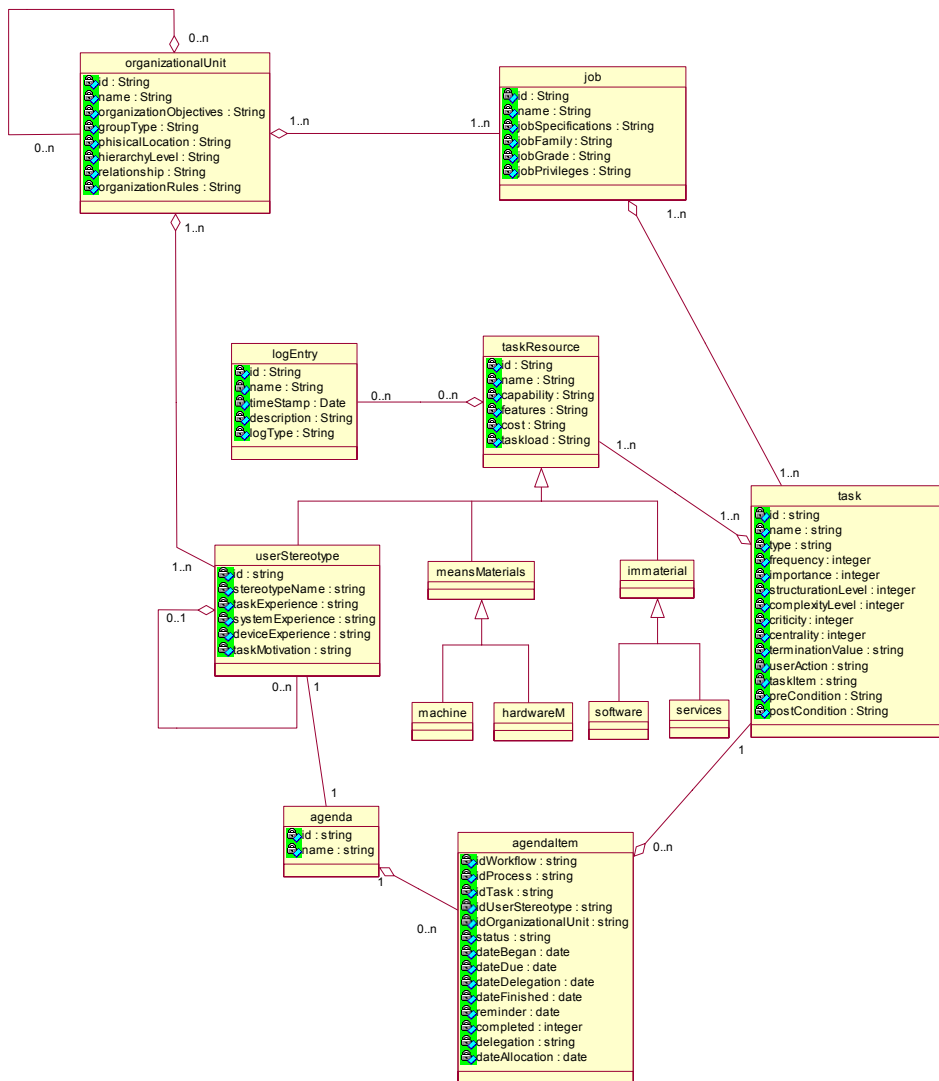 0..n
organizationalUnit
id : String
name : String
organizationObjectives : String
groupType : String
phisicalLocation : String
hierarchyLevel : String
relationship : String
organizationRules : String
0..n
1..n
1..n
1..n
job
id : String
name : String
jobSpecifications : String
jobFamily : String
jobGrade : String
jobPrivileges : String
1..n
logEntry
id : String
name : String
timeStamp : Date
description : String
logType : String
0..n
0..n
taskResource
id : String
name : String
capability : String
features : String
cost : String
taskload : String
1..n
1..n
1..n
task
id : string
name : string
type : string
frequency : integer
importance : integer
structurationLevel : integer
complexityLevel : integer
criticity : integer
centrality : integer
terminationValue : string
userAction : string
taskItem : string
preCondition : String
postCondition : String
1..n
userStereotype
id : string
stereotypeName : string
taskExperience : string
systemExperience : string
deviceExperience : string
taskMotivation : string
0..1
0..n
1
meansMaterials
immaterial
machine
hardwareM
software
services
1
1
agenda
id : string
name : string
1
0..n
0..n
agendaItem
idWorkflow : string
idProcess : string
idTask : string
idUserStereotype : string
idOrganizationalUnit : string
status : string
dateBegan : date
dateDue : date
dateDelegation : date
dateFinished : date
reminder : date
completed : integer
delegation : string
dateAllocation : date